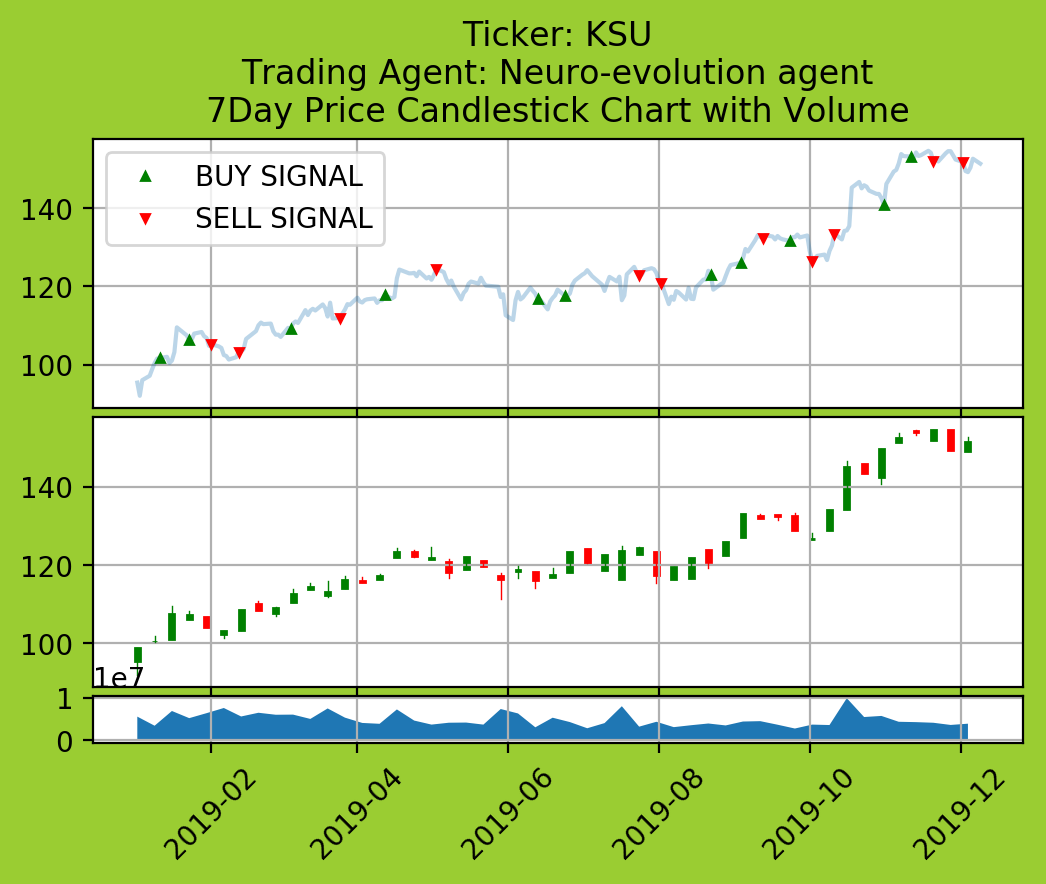 Ticker: KSU
Trading Agent: Neuro-evolution agent
7Day Price Candlestick Chart with Volume
BUY SIGNAL
SELL SIGNAL
140
120
100
140
120
100
1e7
1
0
2019-02
2019-04
2019-06
2019-08
2019-10
2019-12